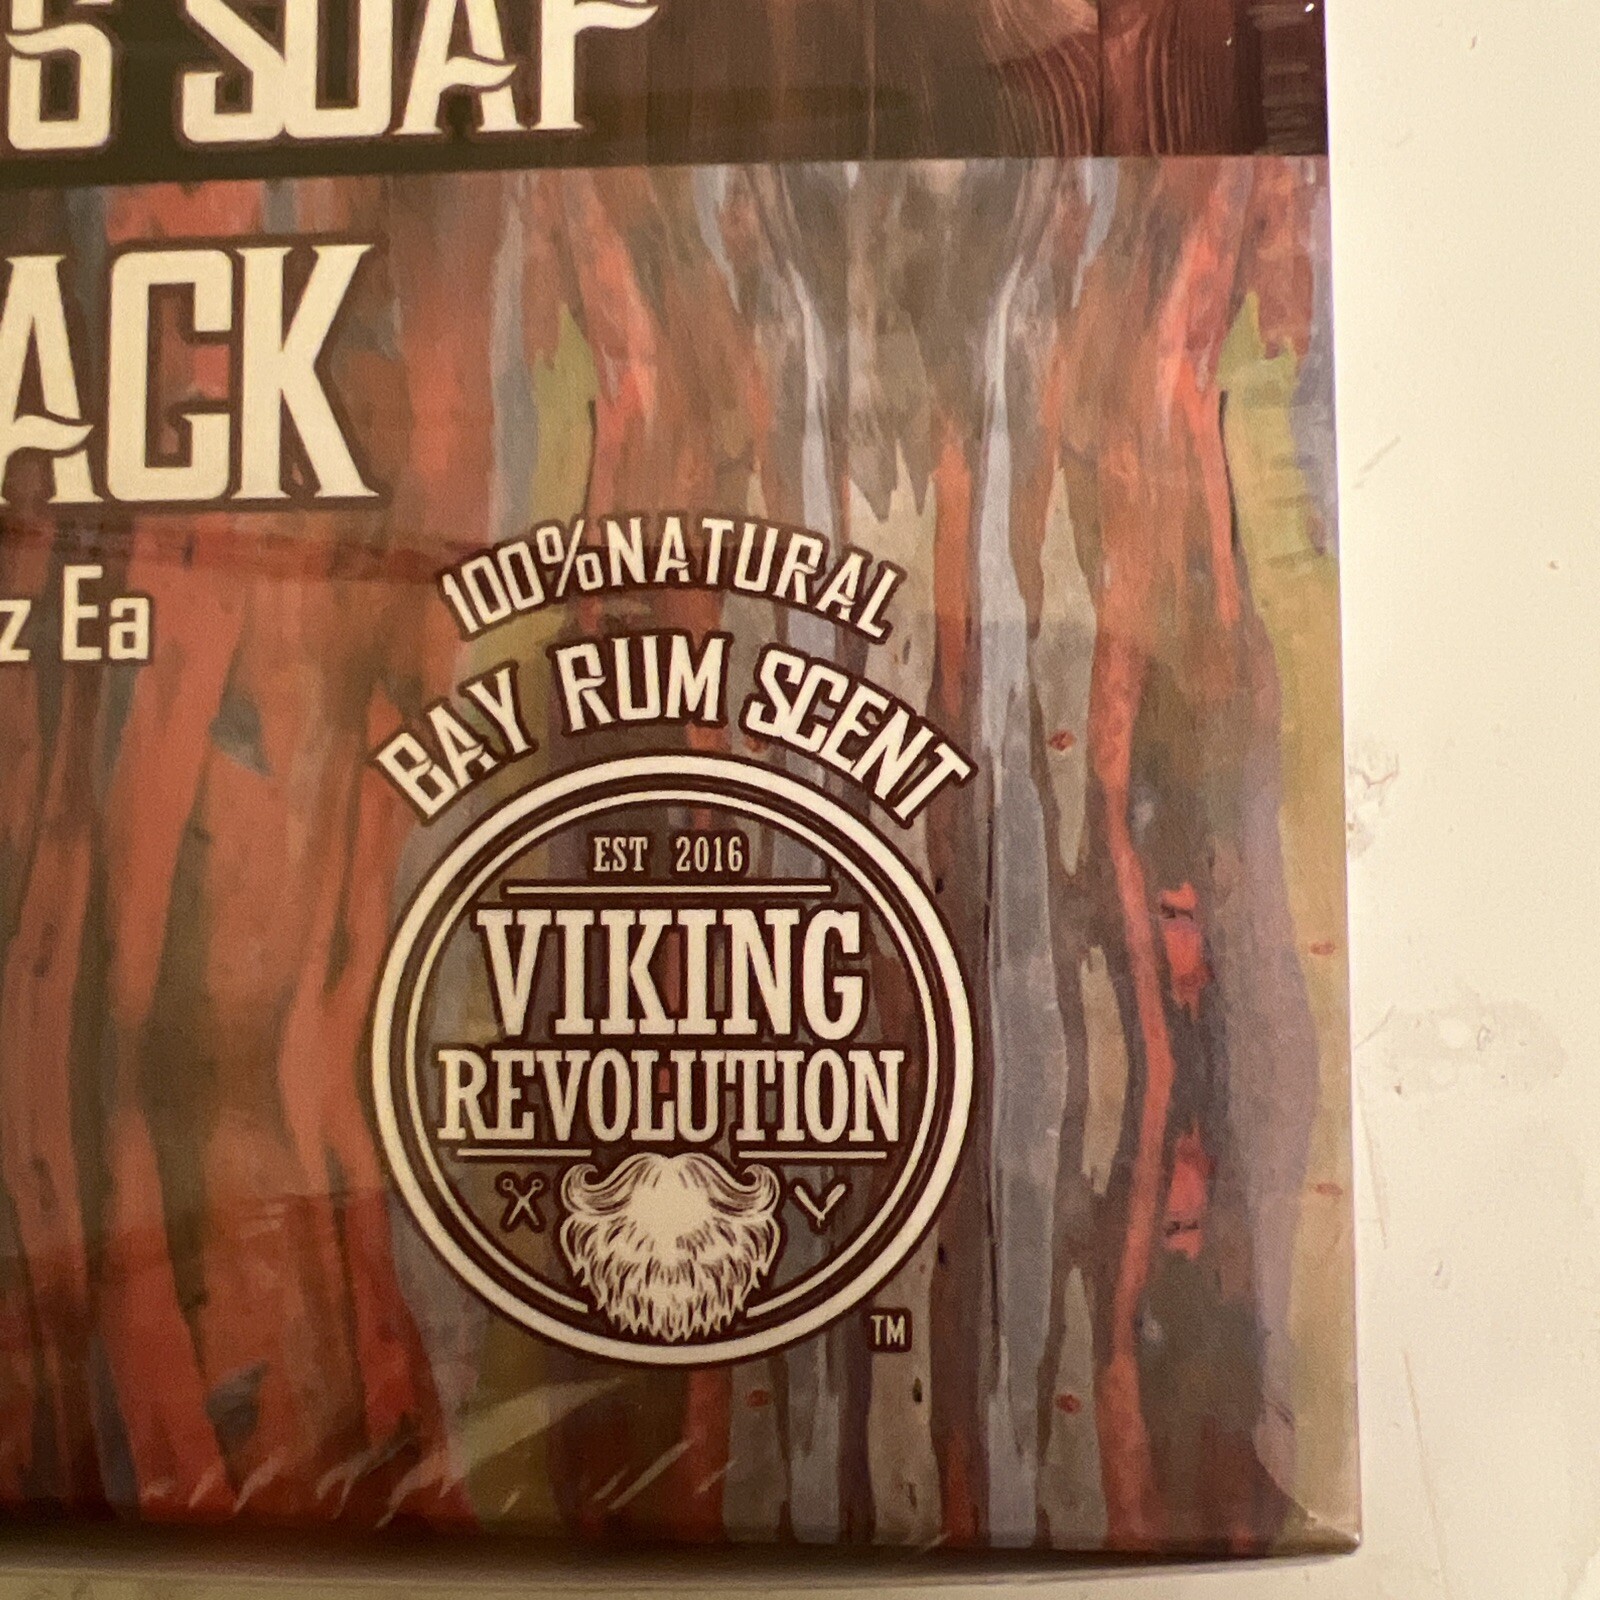 SOAP
ACK
z Ea
100% NATURAL
BAY RUM SCENT
EST 2016
VIKING
REVOLUTION
TM